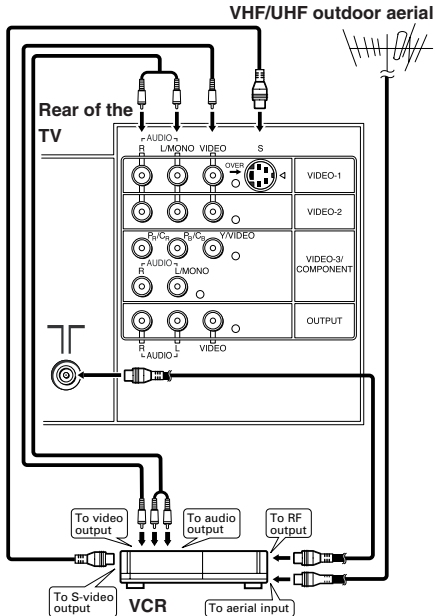 VHF/UHF outdoor aerial
Rear of the
TV
AUDIO
R L/MONO VIDEO S
OVER
VIDEO-1
VIDEO-2
PR/CR PB/CB Y/VIDEO
AUDIO
R L/MONO
VIDEO-3/
COMPONENT
OUTPUT
R L VIDEO
AUDIO
To video
output
To audio
output
To RF
output
To S-video
output
VCR
To aerial input